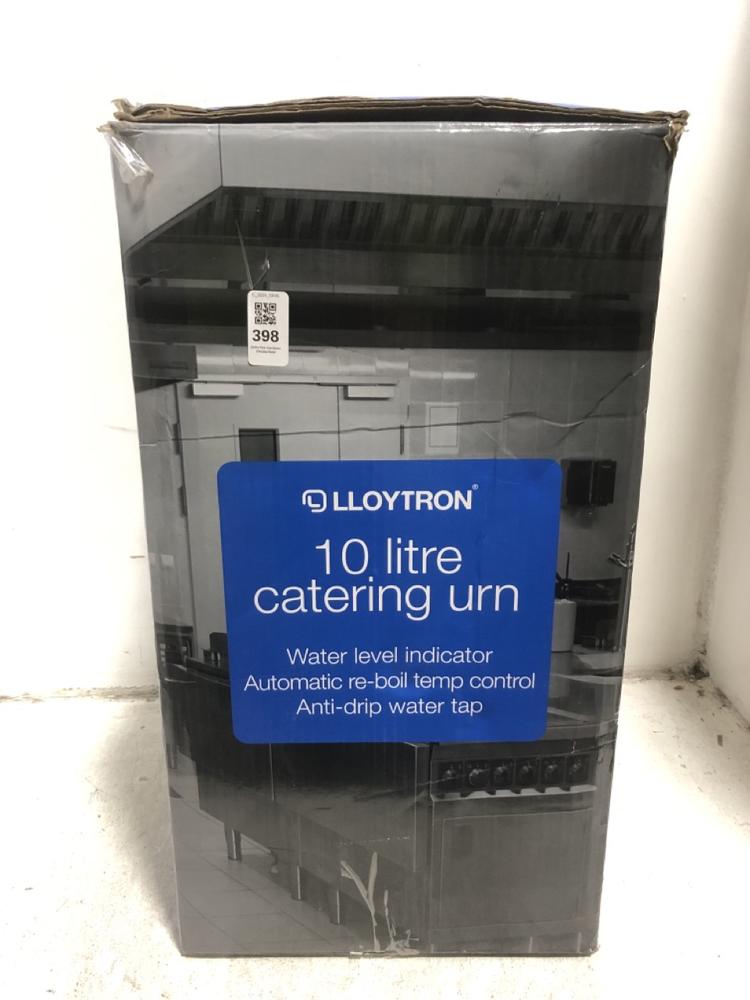 398
LLOYTRON®
10 litre
catering urn
Water level indicator
Automatic re-boil temp control
Anti-drip water tap